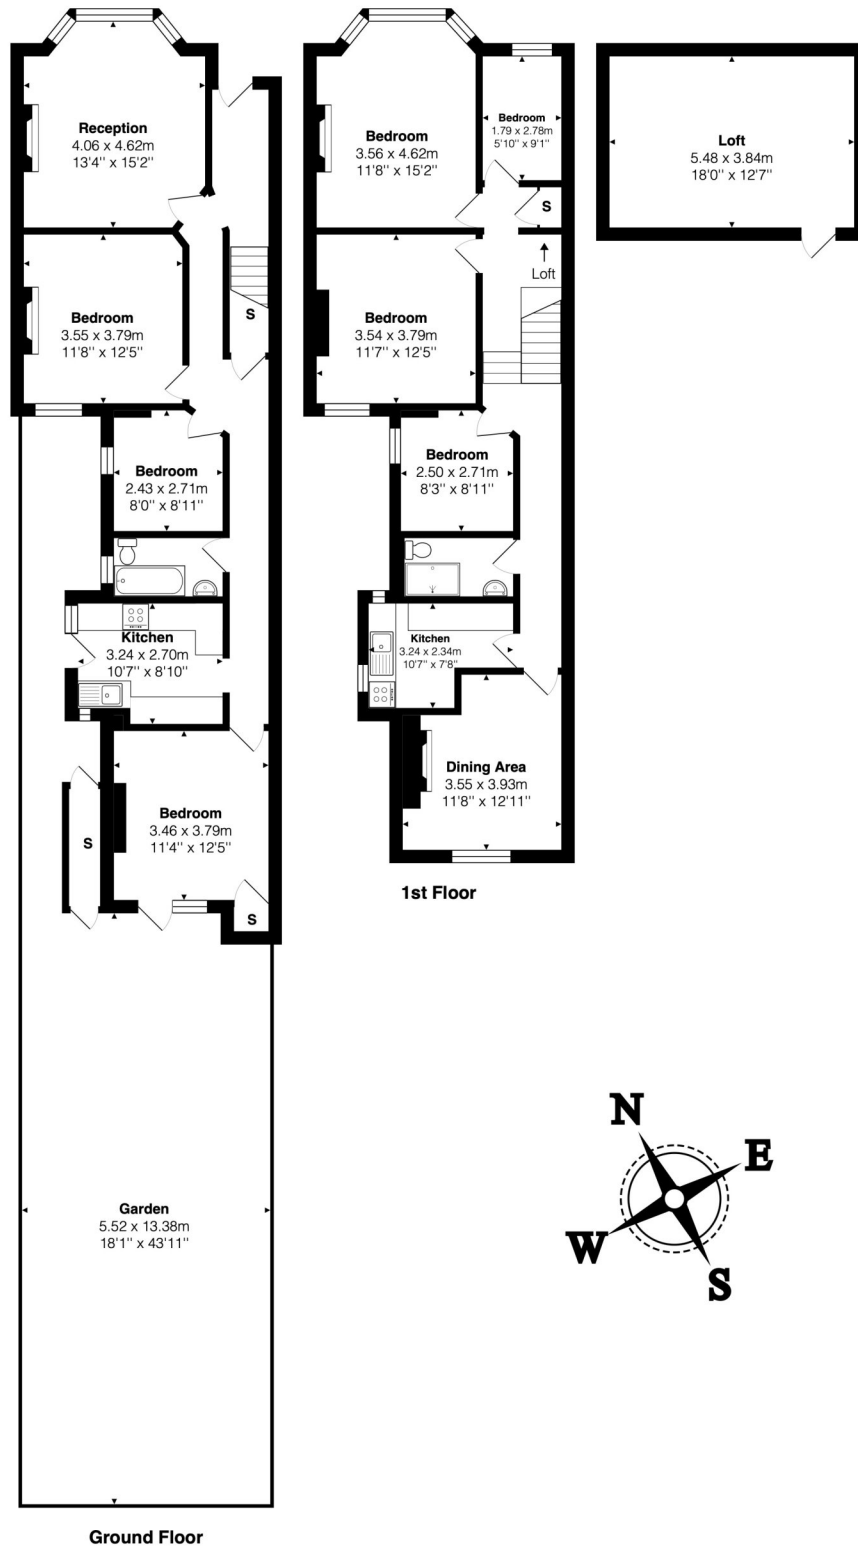 Reception
4.06 x 4.62m
13'4'' x 15'2''
Bedroom
3.55 x 3.79m
11'8'' x 12'5''
S
Bedroom
2.43 x 2.71m
8'0'' x 8'11''
Kitchen
3.24 x 2.70m
10'7'' x 8'10''
Bedroom
3.46 x 3.79m
11'4'' x 12'5''
S
S
Garden
5.52 x 13.38m
18'1'' x 43'11''
Ground Floor
Bedroom
3.56 x 4.62m
11'8'' x 15'2''
Bedroom
1.79 x 2.78m
5'10'' x 9'1''
S
Loft
Bedroom
3.54 x 3.79m
11'7'' x 12'5''
Bedroom
2.50 x 2.71m
8'3'' x 8'11''
Kitchen
3.24 x 2.34m
10'7'' x 7'8''
Dining Area
3.55 x 3.93m
11'8'' x 12'11''
1st Floor
Loft
5.48 x 3.84m
18'0'' x 12'7''
N
E
W
S